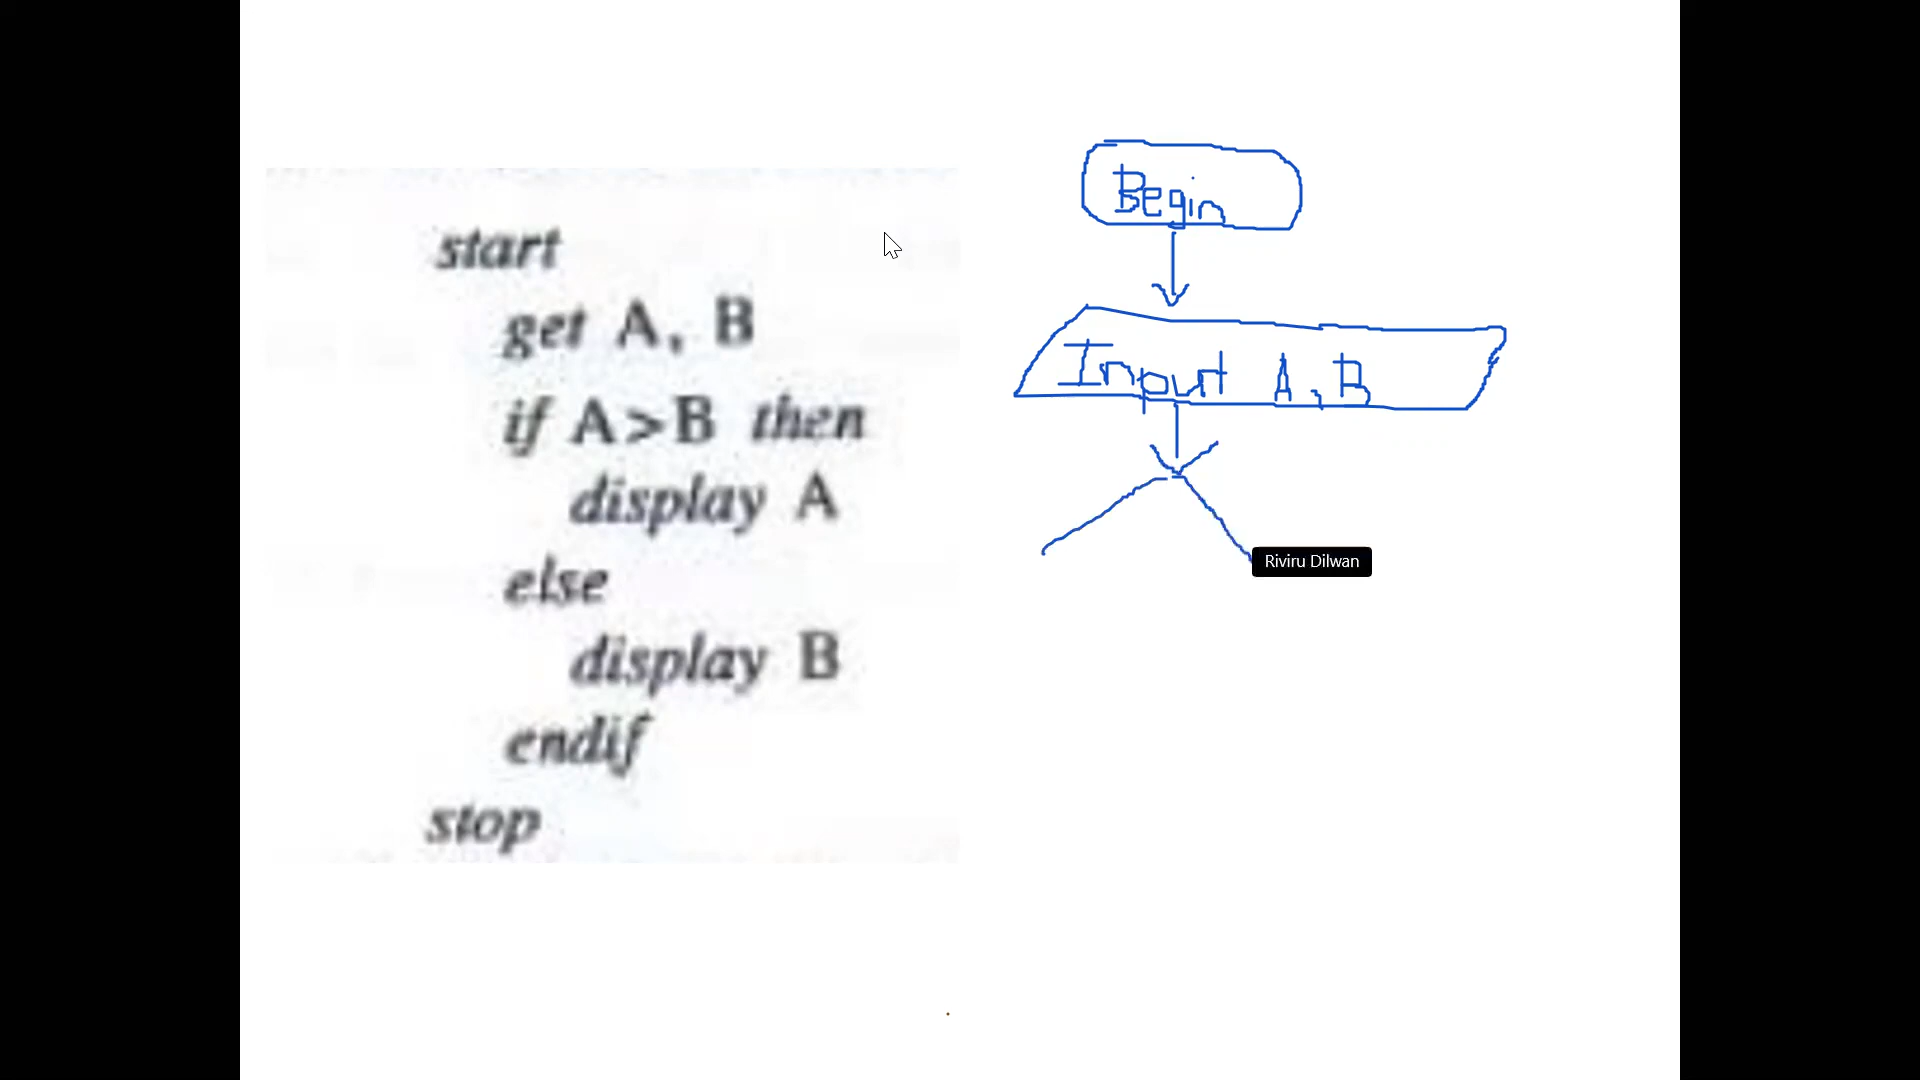 start
get A, B
if A>B then
display A
else
display B
endif
stop
Begin
Input A,B
Riviru Dilwan